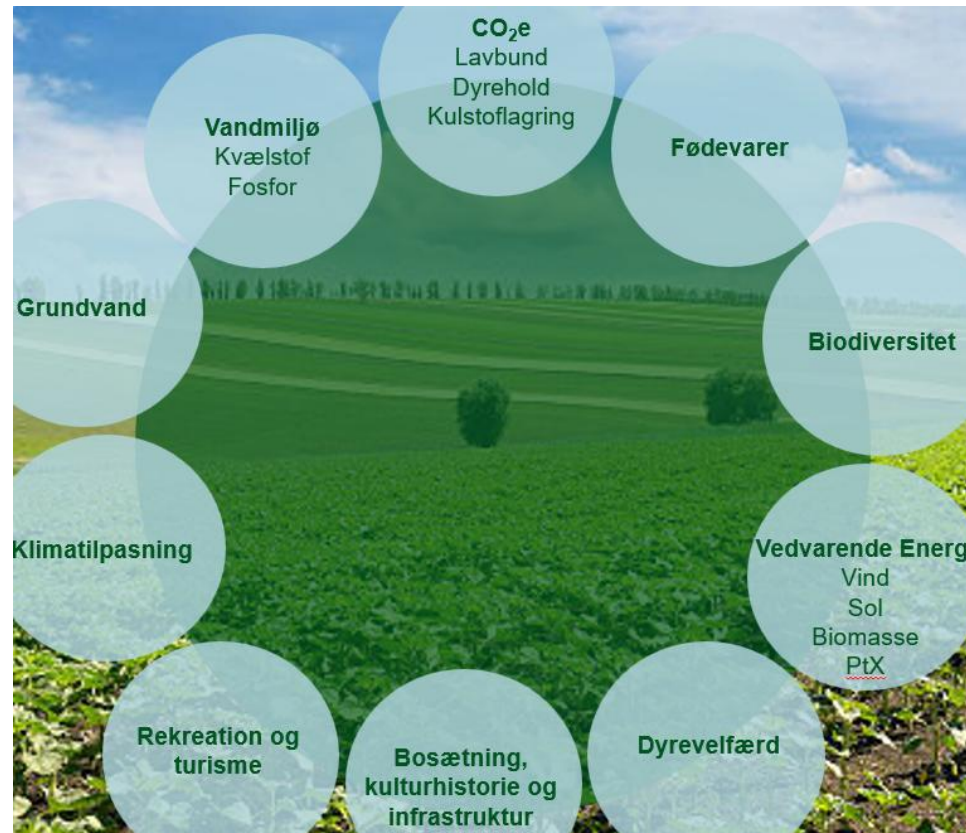 CO₂e
Lavbund
Dyrehold
Kulstoflagring
Fødevarer
Biodiversitet
Vedvarende Energ
Vind
Sol
Biomasse
PtX
Dyrevelfærd
Bosætning,
kulturhistorie og
infrastruktur
Rekreation og
turisme
Klimatilpasning
Grundvand
Vandmiljø
Kvælstof
Fosfor